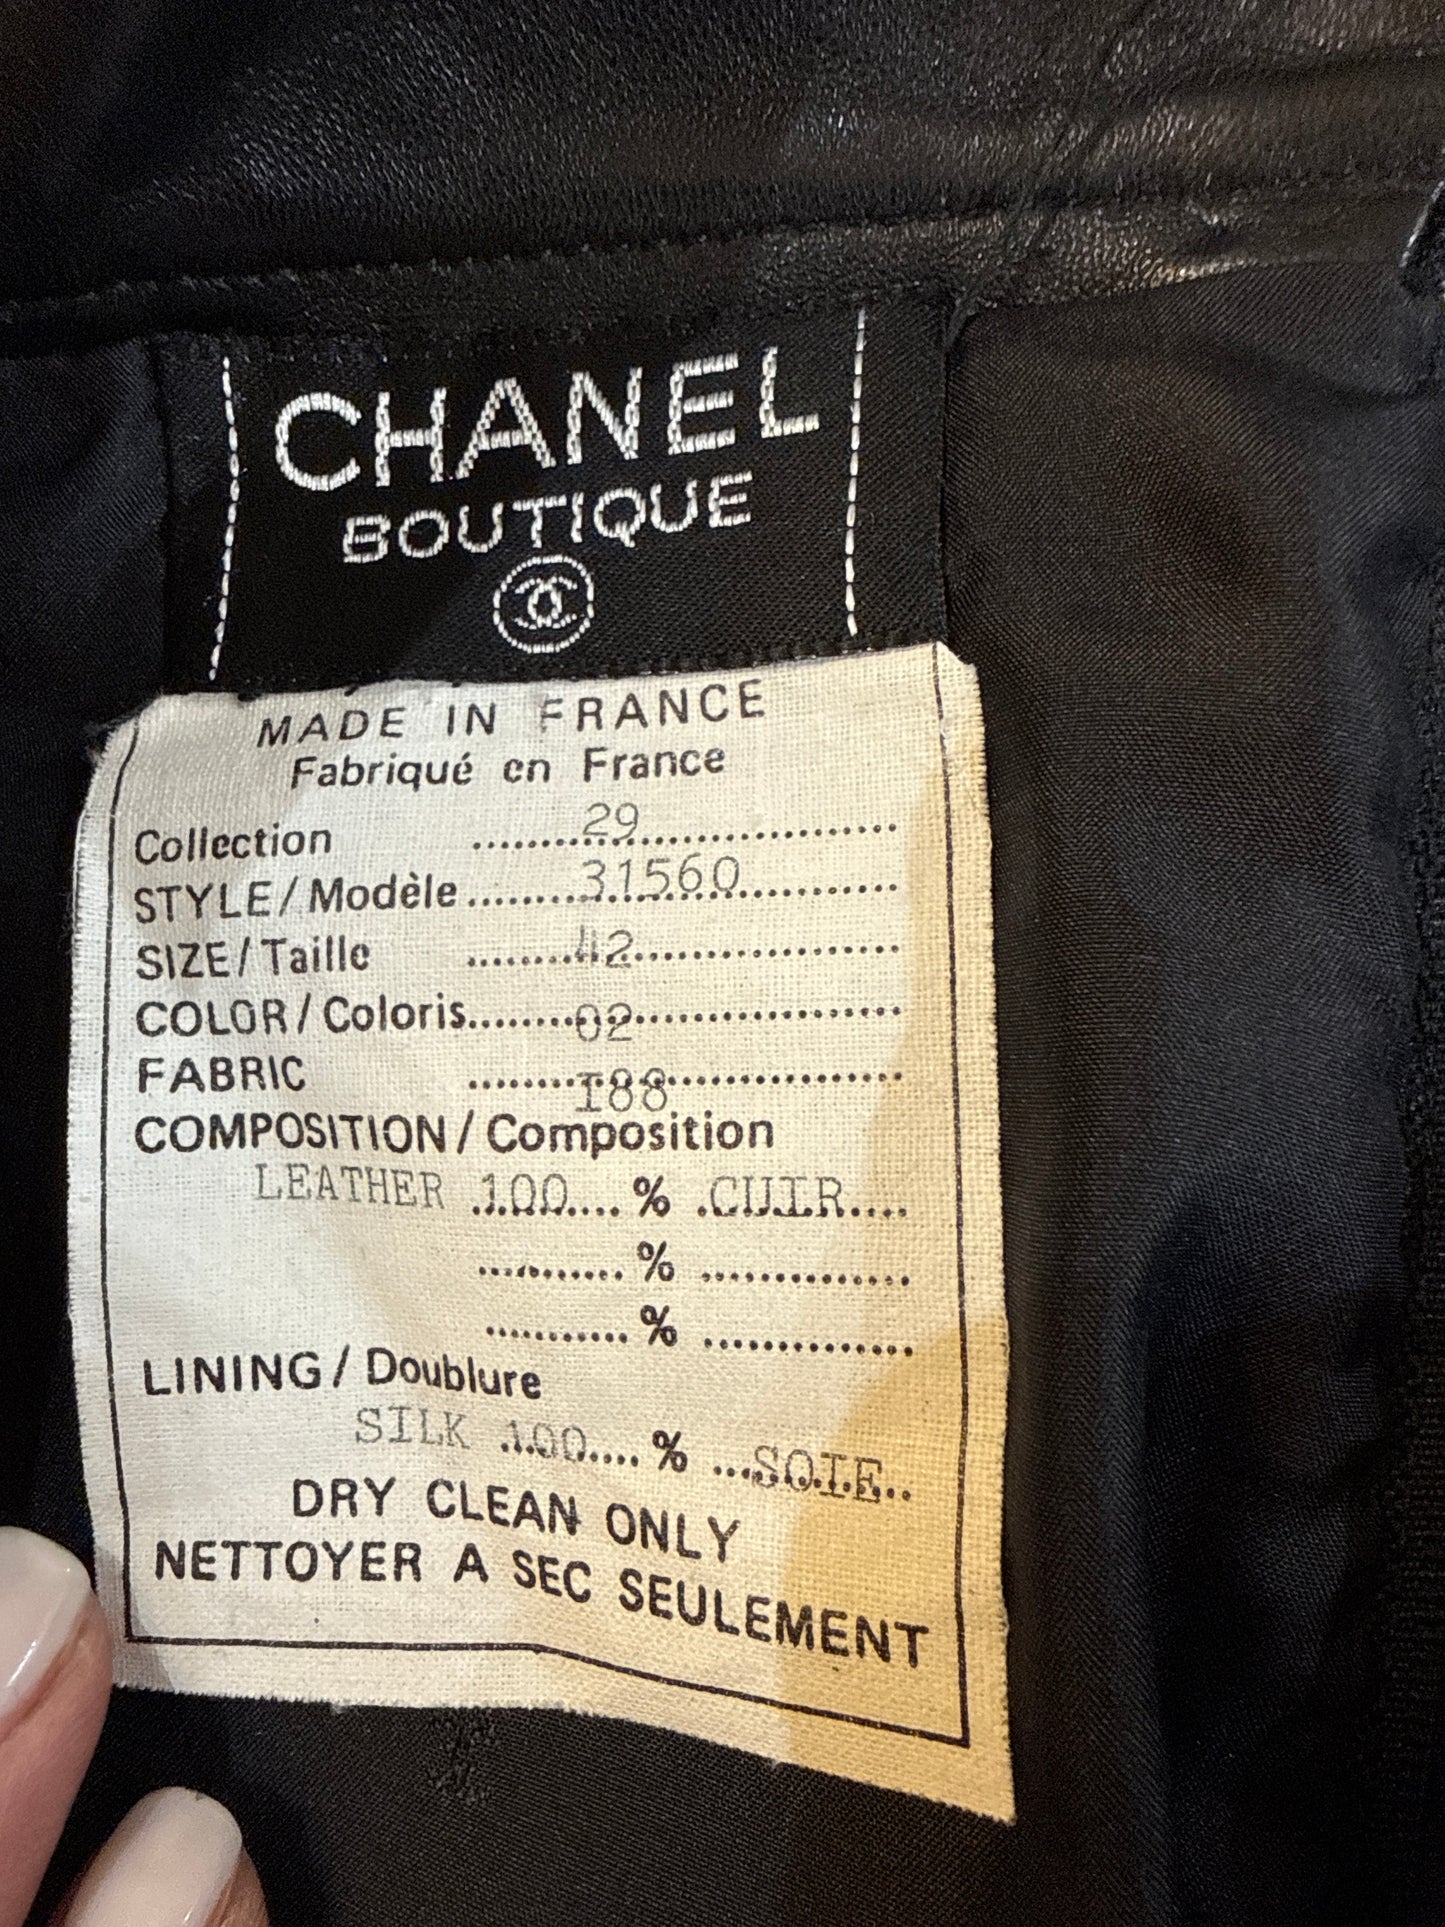 CHANEL
BOUTIQUE
MADE IN FRANCE
Fabriqué en France
Collection ..........29..........
STYLE/Modèle..........31560..........
SIZE/Taille ..........42..........
COLOR/Coloris..........02..........
FABRIC ..........I88..........
COMPOSITION/Composition
LEATHER .100.... % .CUIR....
........... % ..............
........... % ..............
LINING/Doublure
SILK .100.... % ...SOIE..
DRY CLEAN ONLY
NETTOYER A SEC SEULEMENT